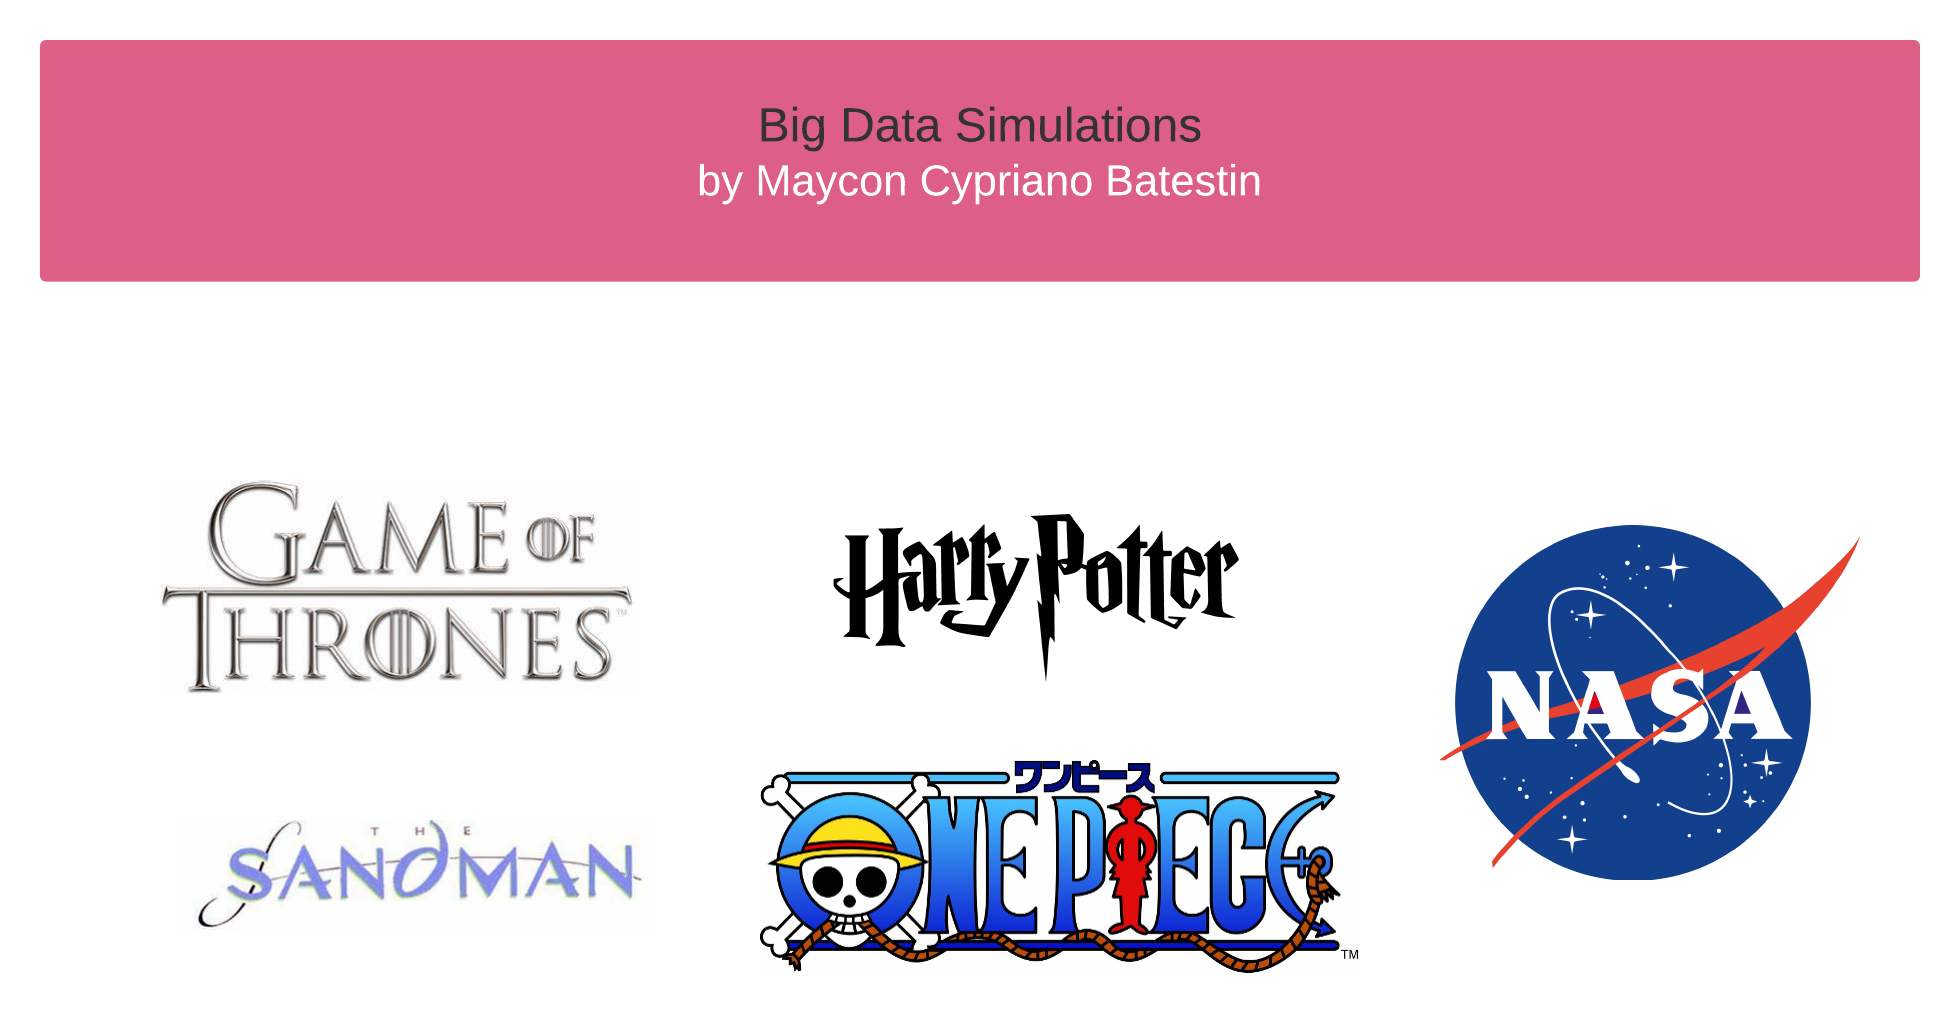 Big Data Simulations
by Maycon Cypriano Batestin
GAME OF
THRONES™
Harry Potter
NASA
THE
SANDMAN
ワンピース
ONE PIECE
TM